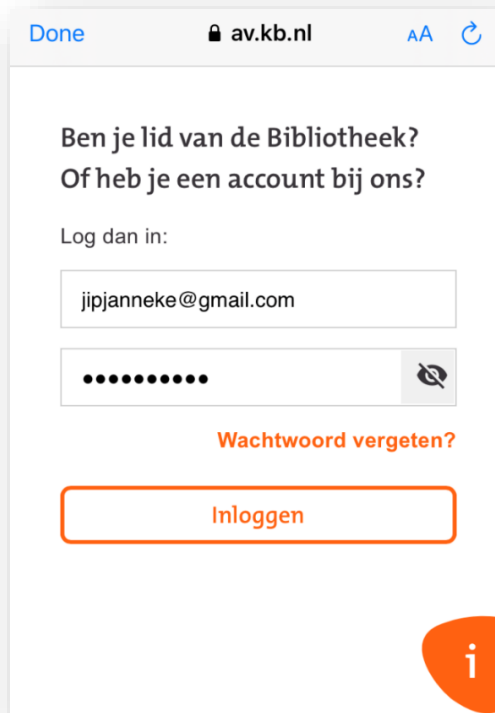 Done av.kb.nl AA
Ben je lid van de Bibliotheek?
Of heb je een account bij ons?
Log dan in:
jipjanneke@gmail.com
••••••••••
Wachtwoord vergeten?
Inloggen
i